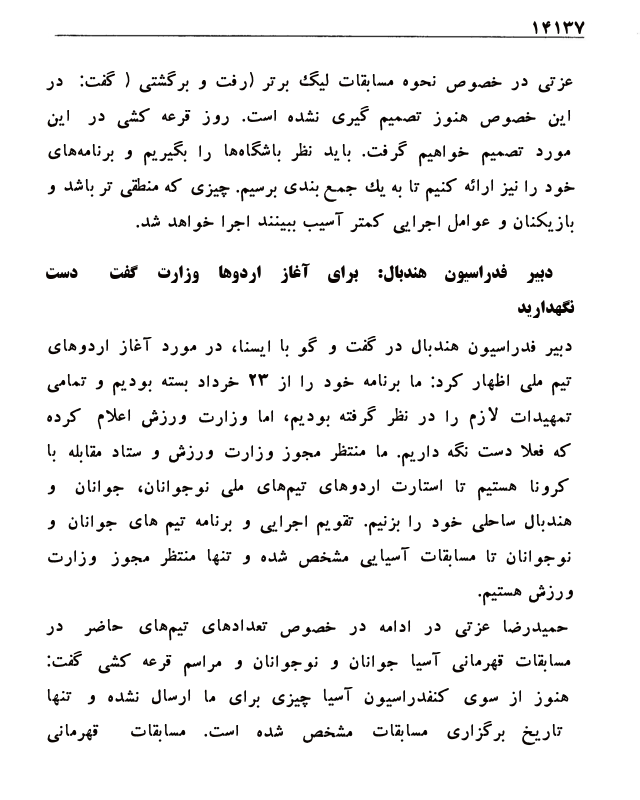 ۱۴۱۳۷
عزتی در خصوص نحوه مسابقات لیگ برتر (رفت و برگشتی ( گفت: در
این خصوص هنوز تصمیم گیری نشده است. روز قرعه کشی در این
مورد تصمیم خواهیم گرفت. باید نظر باشگاه‌ها را بگیریم و برنامه‌های
خود را نیز ارائه کنیم تا به یك جمع بندی برسیم. چیزی که منطقی تر باشد و
بازیکنان و عوامل اجرایی کمتر آسیب ببینند اجرا خواهد شد.
دبیر فدراسیون هندبال: برای آغاز اردوها وزارت گفت دست
نگهدارید
دبیر فدراسیون هندبال در گفت و گو با ایسنا، در مورد آغاز اردوهای
تیم ملی اظهار کرد: ما برنامه خود را از ۲۳ خرداد بسته بودیم و تمامی
تمهیدات لازم را در نظر گرفته بودیم، اما وزارت ورزش اعلام کرده
که فعلا دست نگه داریم. ما منتظر مجوز وزارت ورزش و ستاد مقابله با
کرونا هستیم تا استارت اردوهای تیم‌های ملی نوجوانان، جوانان و
هندبال ساحلی خود را بزنیم. تقویم اجرایی و برنامه تیم های جوانان و
نوجوانان تا مسابقات آسیایی مشخص شده و تنها منتظر مجوز وزارت
ورزش هستیم.
حمیدرضا عزتی در ادامه در خصوص تعدادهای تیم‌های حاضر در
مسابقات قهرمانی آسیا جوانان و نوجوانان و مراسم قرعه کشی گفت:
هنوز از سوی کنفدراسیون آسیا چیزی برای ما ارسال نشده و تنها
تاریخ برگزاری مسابقات مشخص شده است. مسابقات قهرمانی